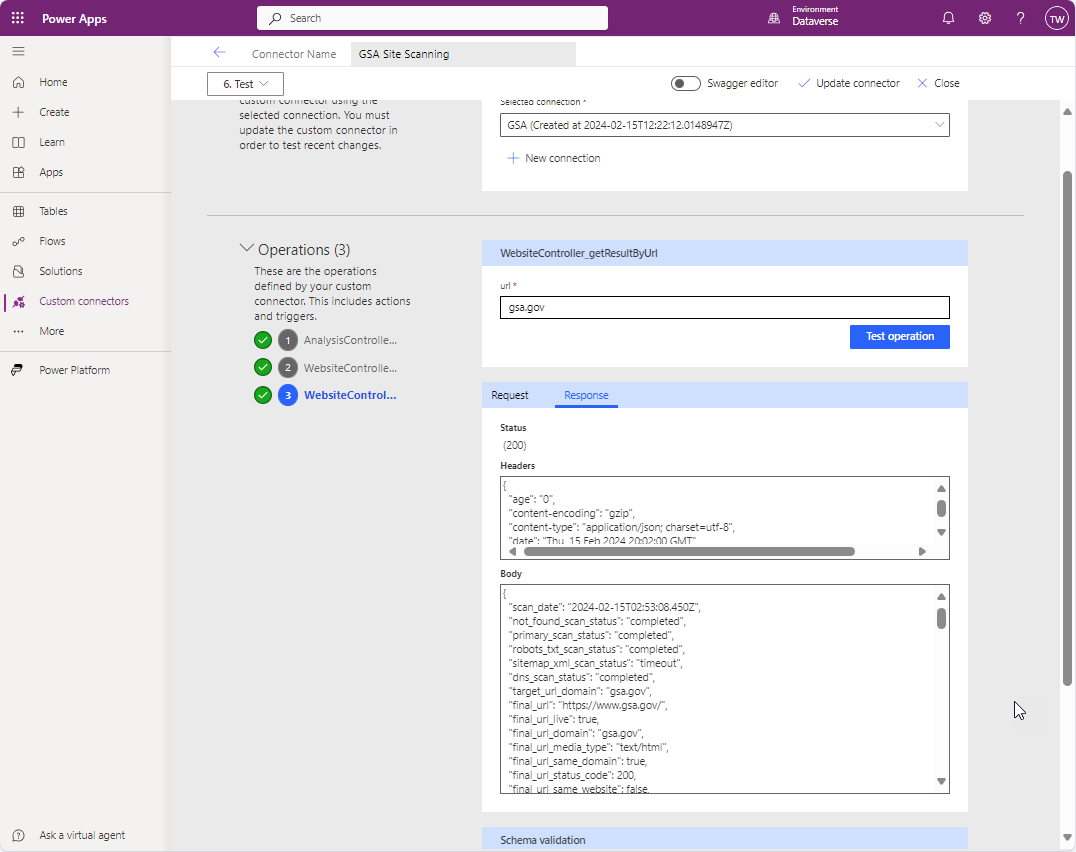 Power Apps
Search
Environment
Dataverse
?
TW
Home
Create
Learn
Apps
Tables
Flows
Solutions
Custom connectors
More
Power Platform
Ask a virtual agent
Connector Name
GSA Site Scanning
6. Test
Swagger editor
Update connector
Close
custom connector using the
selected connection. You must
update the custom connector in
order to test recent changes.
Selected connection *
GSA (Created at 2024-02-15T12:22:12.0148947Z)
New connection
Operations (3)
These are the operations
defined by your custom
connector. This includes actions
and triggers.
1 AnalysisControlle...
2 WebsiteControlle...
3 WebsiteControl...
WebsiteController_getResultByUrl
url *
gsa.gov
Test operation
Request
Response
Status
(200)
Headers
{
"age": "0",
"content-encoding": "gzip",
"content-type": "application/json; charset=utf-8",
"date": "Thu, 15 Feb 2024 20:02:00 GMT"
Body
{
"scan_date": "2024-02-15T02:53:08.450Z",
"not_found_scan_status": "completed",
"primary_scan_status": "completed",
"robots_txt_scan_status": "completed",
"sitemap_xml_scan_status": "timeout",
"dns_scan_status": "completed",
"target_url_domain": "gsa.gov",
"final_url": "https://www.gsa.gov/",
"final_url_live": true,
"final_url_domain": "gsa.gov",
"final_url_media_type": "text/html",
"final_url_same_domain": true,
"final_url_status_code": 200,
"final_url_same_website": false,
Schema validation